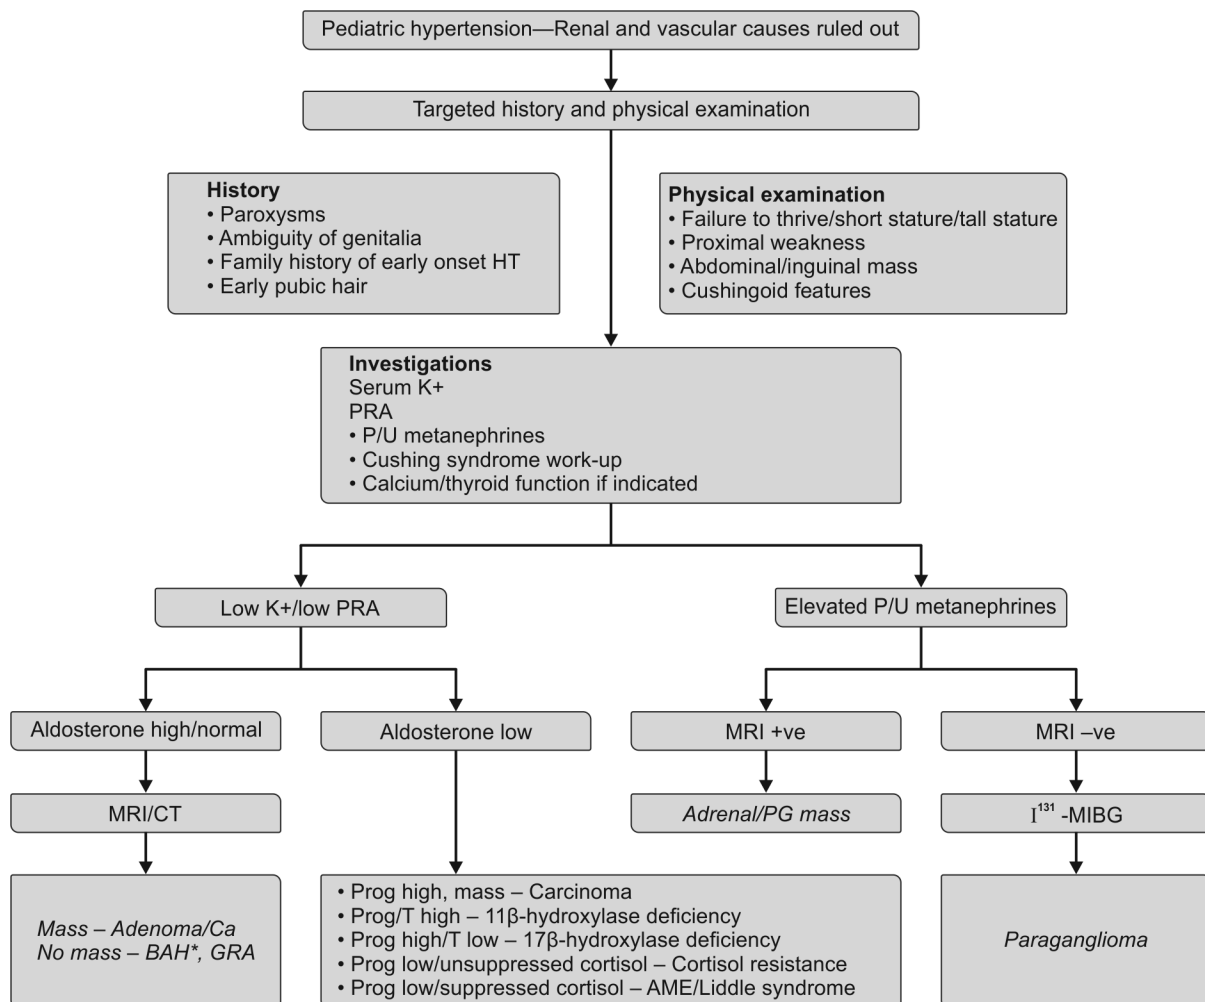 Pediatric hypertension—Renal and vascular causes ruled out
Targeted history and physical examination
History
• Paroxysms
• Ambiguity of genitalia
• Family history of early onset HT
• Early pubic hair
Physical examination
• Failure to thrive/short stature/tall stature
• Proximal weakness
• Abdominal/inguinal mass
• Cushingoid features
Investigations
Serum K+
PRA
• P/U metanephrines
• Cushing syndrome work-up
• Calcium/thyroid function if indicated
Low K+/low PRA
Elevated P/U metanephrines
Aldosterone high/normal
Aldosterone low
MRI +ve
MRI –ve
MRI/CT
Adrenal/PG mass
I¹³¹ -MIBG
Mass – Adenoma/Ca
No mass – BAH*, GRA
• Prog high, mass – Carcinoma
• Prog/T high – 11β-hydroxylase deficiency
• Prog high/T low – 17β-hydroxylase deficiency
• Prog low/unsuppressed cortisol – Cortisol resistance
• Prog low/suppressed cortisol – AME/Liddle syndrome
Paraganglioma